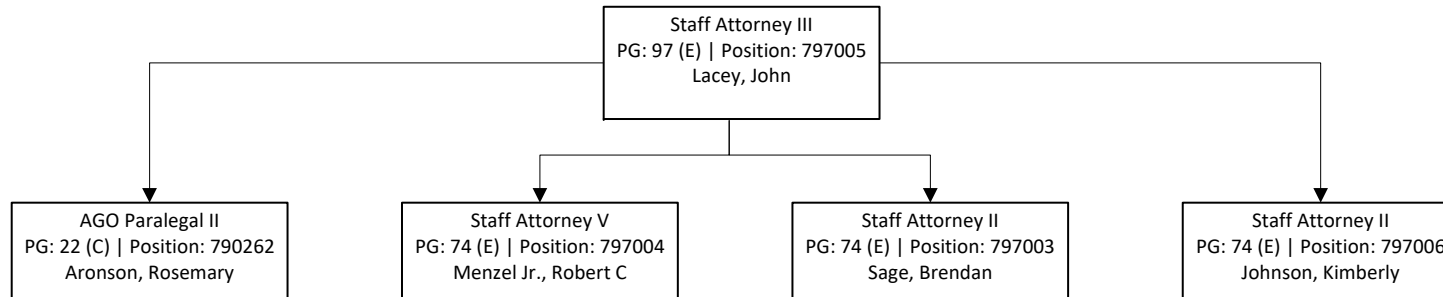 Staff Attorney III
PG: 97 (E) | Position: 797005
Lacey, John
AGO Paralegal II
PG: 22 (C) | Position: 790262
Aronson, Rosemary
Staff Attorney V
PG: 74 (E) | Position: 797004
Menzel Jr., Robert C
Staff Attorney II
PG: 74 (E) | Position: 797003
Sage, Brendan
Staff Attorney II
PG: 74 (E) | Position: 797006
Johnson, Kimberly